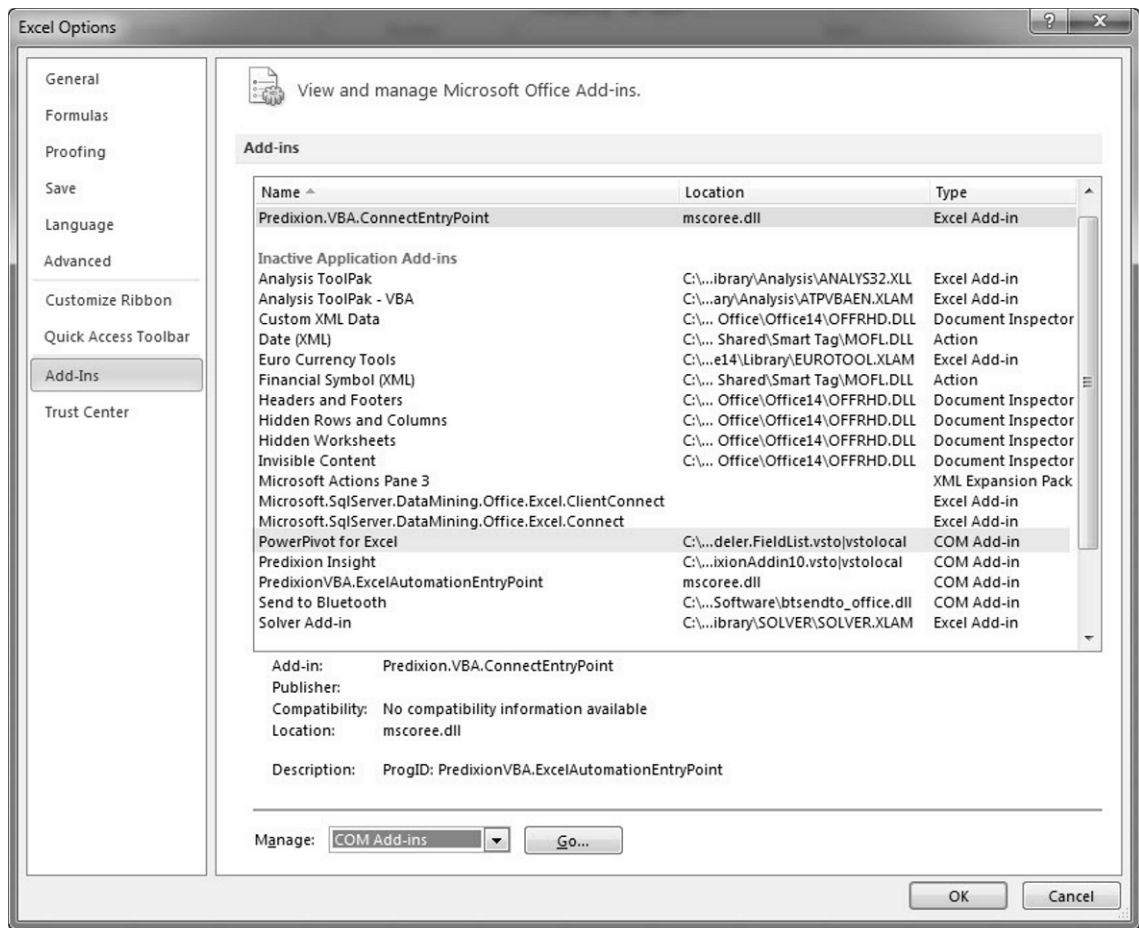 Excel Options
General
Formulas
Proofing
Save
Language
Advanced
Customize Ribbon
Quick Access Toolbar
Add-Ins
Trust Center
View and manage Microsoft Office Add-ins.
Add-ins
Name Location Type
Predixion.VBA.ConnectEntryPoint mscoree.dll Excel Add-in
Inactive Application Add-ins
Analysis ToolPak C:\...ibrary\Analysis\ANALYS32.XLL Excel Add-in
Analysis ToolPak - VBA C:\...ary\Analysis\ATPVBAEN.XLAM Excel Add-in
Custom XML Data C:\... Office\Office14\OFFRHD.DLL Document Inspector
Date (XML) C:\... Shared\Smart Tag\MOFL.DLL Action
Euro Currency Tools C:\...e14\Library\EUROTOOL.XLAM Excel Add-in
Financial Symbol (XML) C:\... Shared\Smart Tag\MOFL.DLL Action
Headers and Footers C:\... Office\Office14\OFFRHD.DLL Document Inspector
Hidden Rows and Columns C:\... Office\Office14\OFFRHD.DLL Document Inspector
Hidden Worksheets C:\... Office\Office14\OFFRHD.DLL Document Inspector
Invisible Content C:\... Office\Office14\OFFRHD.DLL Document Inspector
Microsoft Actions Pane 3 XML Expansion Pack
Microsoft.SqlServer.DataMining.Office.Excel.ClientConnect Excel Add-in
Microsoft.SqlServer.DataMining.Office.Excel.Connect Excel Add-in
PowerPivot for Excel C:\...deler.FieldList.vsto|vstolocal COM Add-in
Predixion Insight C:\...ixionAddin10.vsto|vstolocal COM Add-in
PredixionVBA.ExcelAutomationEntryPoint mscoree.dll COM Add-in
Send to Bluetooth C:\...Software\btsendto_office.dll COM Add-in
Solver Add-in C:\...ibrary\SOLVER\SOLVER.XLAM Excel Add-in
Add-in: Predixion.VBA.ConnectEntryPoint
Publisher:
Compatibility: No compatibility information available
Location: mscoree.dll
Description: ProgID: PredixionVBA.ExcelAutomationEntryPoint
Manage: COM Add-ins Go...
OK Cancel